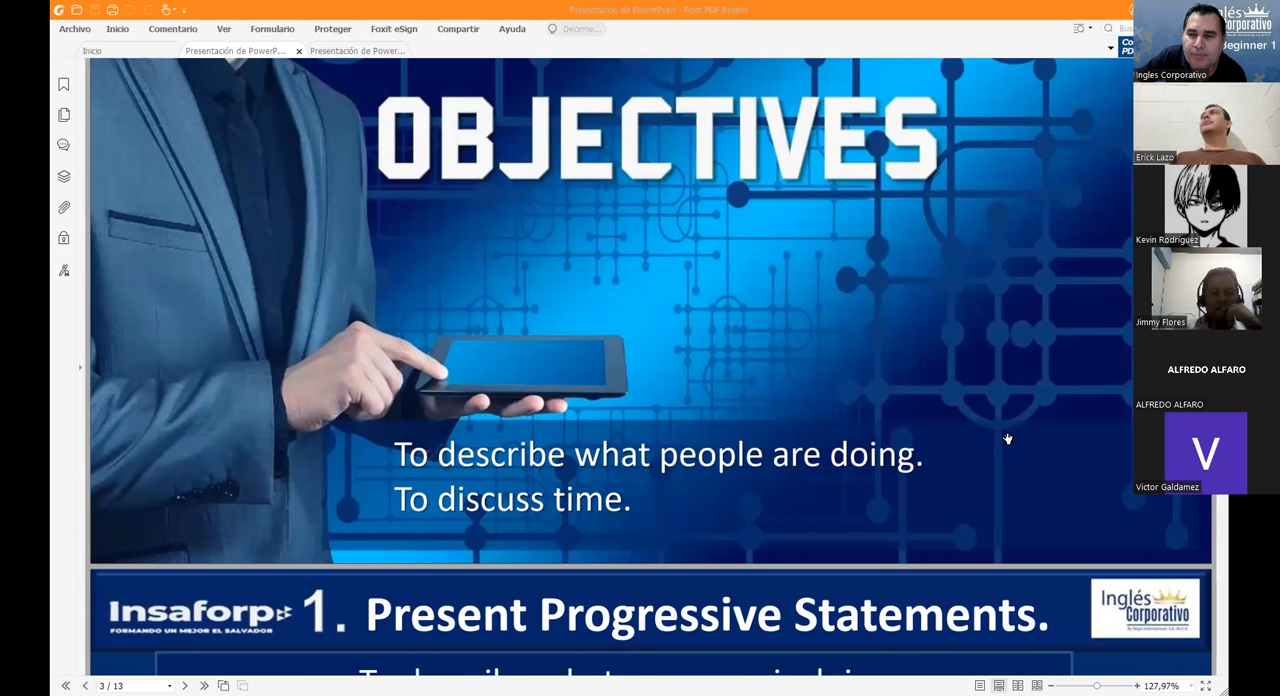 Presentación de PowerPoint - Foxit PDF Reader
Archivo Inicio Comentario Ver Formulario Proteger Foxit eSign Compartir Ayuda Decirme...
Inicio Presentación de PowerP... × Presentación de Power...
OBJECTIVES
To describe what people are doing.
To discuss time.
Insaforp
FORMANDO UN MEJOR EL SALVADOR
1. Present Progressive Statements.
Inglés
Corporativo
3 / 13
127,97%
Inglés
Corporativo
Beginner 1
Ingles Corporativo
Erick Lazo
Kevin Rodríguez
Jimmy Flores
ALFREDO ALFARO
ALFREDO ALFARO
V
Victor Galdamez